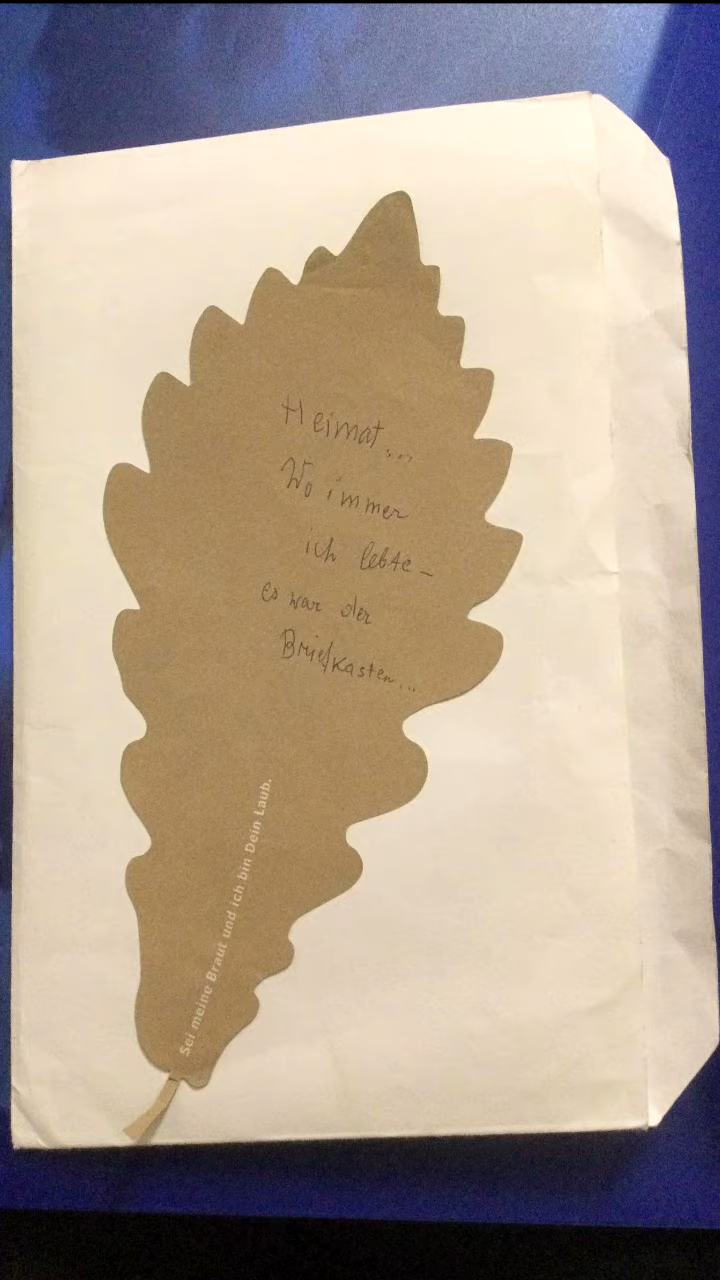 Heimat...
Wo immer
ich lebte –
es war der
Briefkasten...
Sei meine Braut und ich bin Dein Laub.